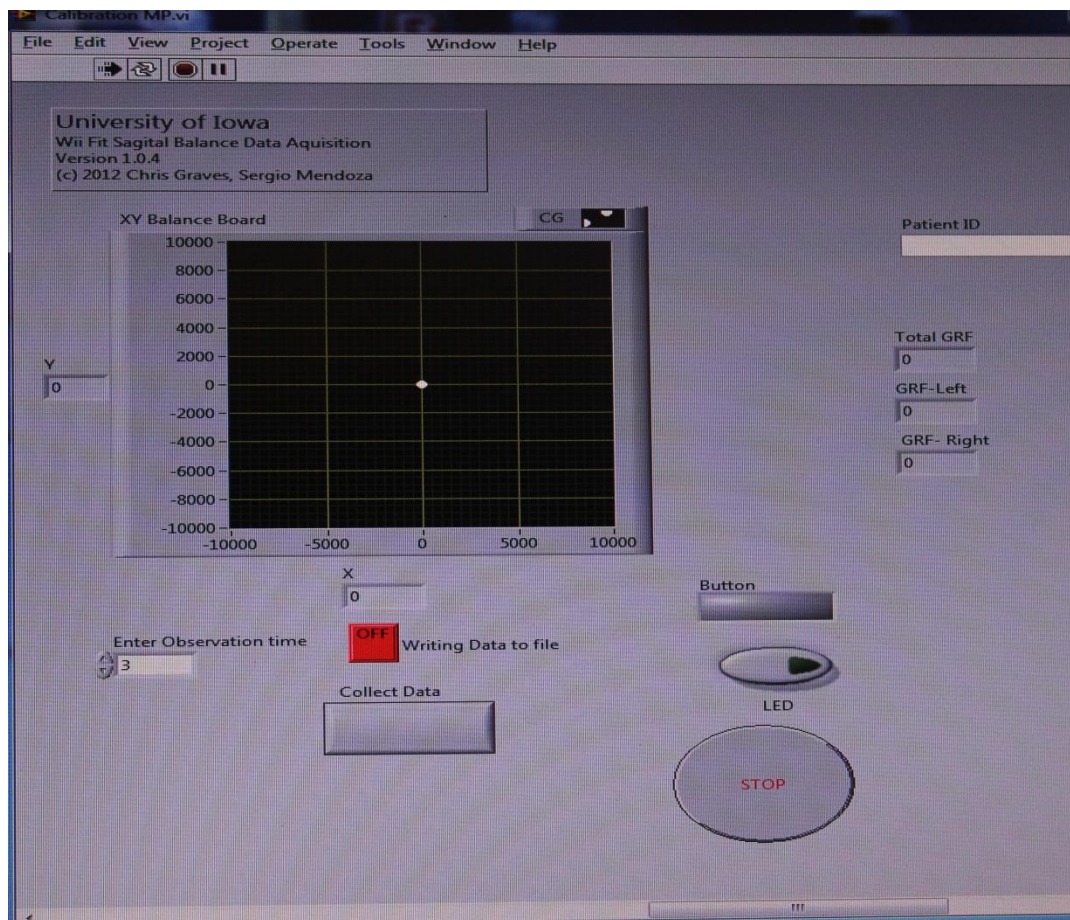 Calibration MP.vi
File Edit View Project Operate Tools Window Help
University of Iowa
Wii Fit Sagital Balance Data Aquisition
Version 1.0.4
(c) 2012 Chris Graves, Sergio Mendoza
XY Balance Board
CG
Patient ID
10000
8000
6000
4000
2000
0
-2000
-4000
-6000
-8000
-10000
-10000 -5000 0 5000 10000
Y
0
Total GRF
0
GRF-Left
0
GRF- Right
0
X
0
Button
Enter Observation time
3
OFF
Writing Data to file
Collect Data
LED
STOP